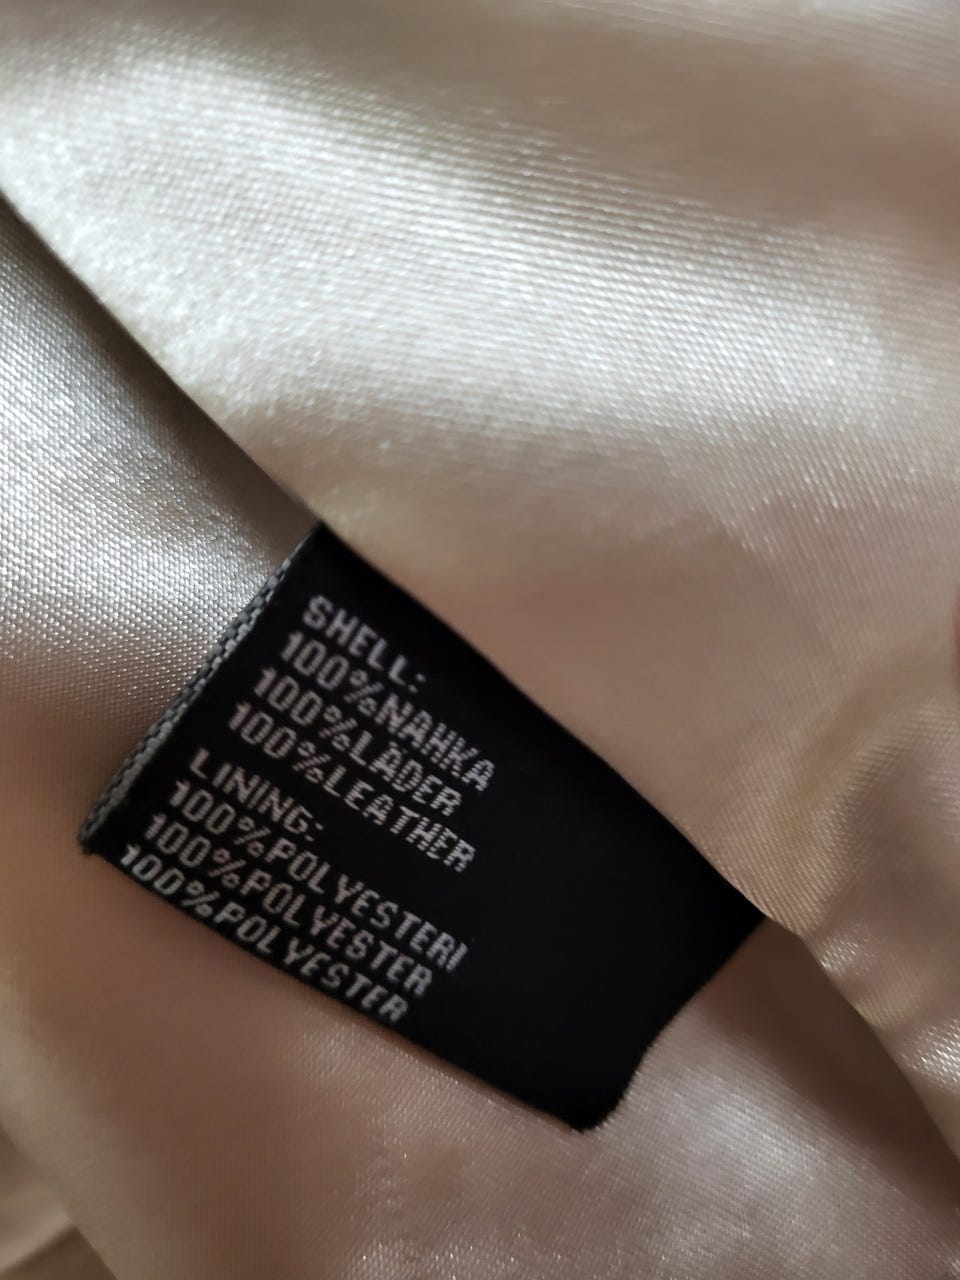 SHELL:
100%NAHKA
100%LÄDER
100%LEATHER
LINING:
100%POLYESTERI
100%POLYESTER
100%POLYESTER